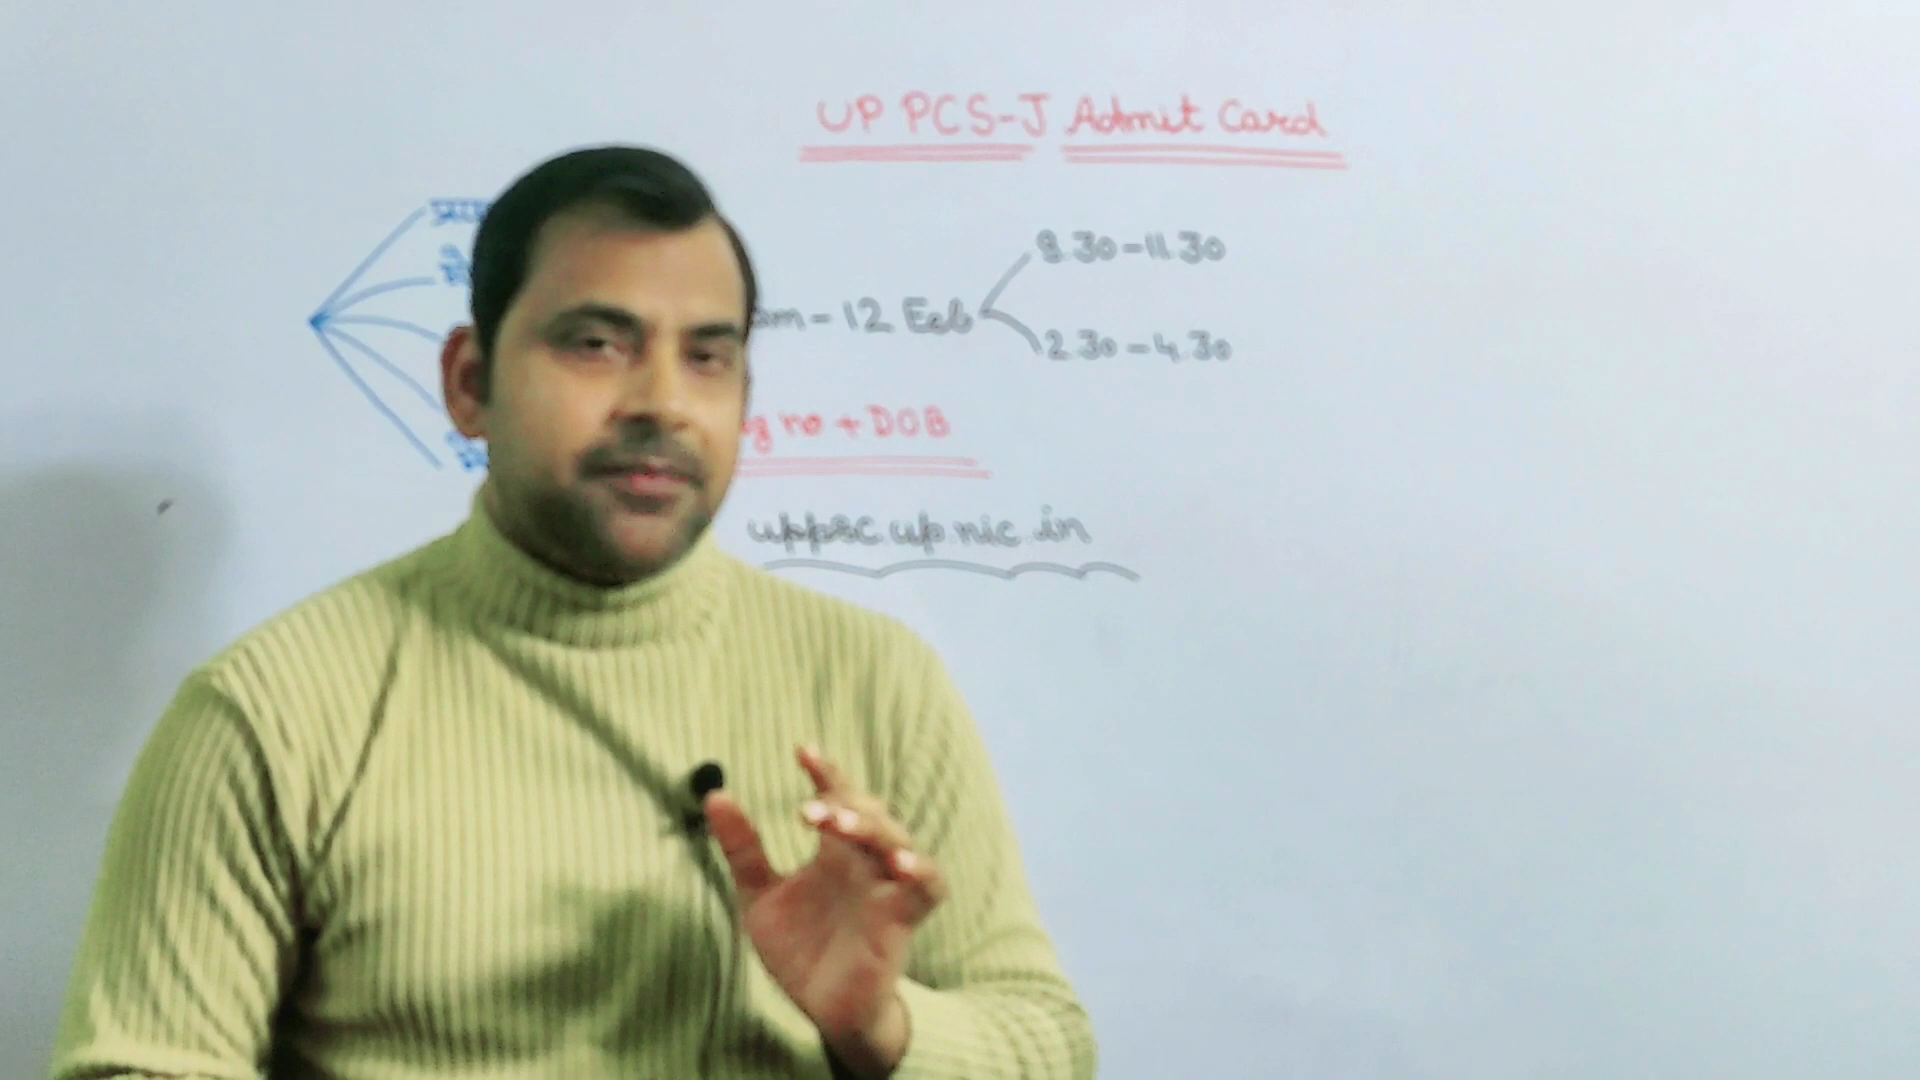 UP PCS-J Admit Card
9.30-11.30
am - 12 Feb
2.30 - 4.30
g no + DOB
uppsc.up.nic.in